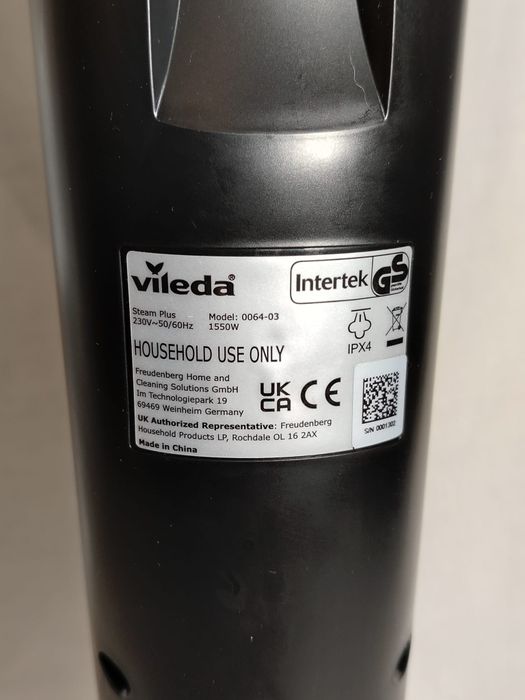 vileda®
Intertek GS
Steam Plus Model: 0064-03
230V~50/60Hz 1550W
HOUSEHOLD USE ONLY
IPX4
Freudenberg Home and
Cleaning Solutions GmbH
Im Technologiepark 19
69469 Weinheim Germany
UK
CA
CE
UK Authorized Representative: Freudenberg
Household Products LP, Rochdale OL 16 2AX
Made in China
S/N 0001302